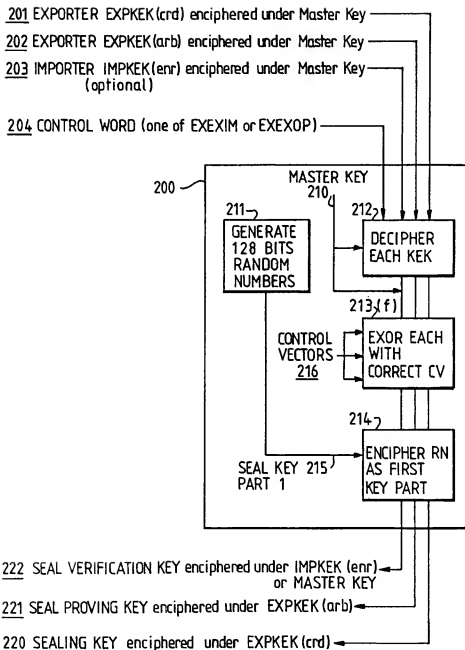 201 EXPORTER EXPKEK(crd) enciphered under Master Key
202 EXPORTER EXPKEK(arb) enciphered under Master Key
203 IMPORTER IMPKEK(enr) enciphered under Master Key
(optional)
204 CONTROL WORD (one of EXEXIM or EXEXOP)
200
MASTER KEY
210
211
GENERATE
128 BITS
RANDOM
NUMBERS
212
DECIPHER
EACH KEK
213(f)
CONTROL
VECTORS
216
EXOR EACH
WITH
CORRECT CV
214
ENCIPHER RN
AS FIRST
KEY PART
SEAL KEY 215
PART 1
222 SEAL VERIFICATION KEY enciphered under IMPKEK (enr)
or MASTER KEY
221 SEAL PROVING KEY enciphered under EXPKEK(arb)
220 SEALING KEY enciphered under EXPKEK(crd)